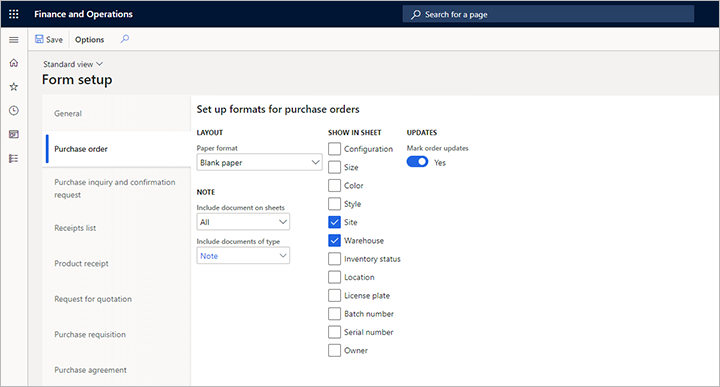 Finance and Operations
Search for a page
Save
Options
Standard view
Form setup
General
Purchase order
Purchase inquiry and confirmation
request
Receipts list
Product receipt
Request for quotation
Purchase requisition
Purchase agreement
Set up formats for purchase orders
LAYOUT
Paper format
Blank paper
NOTE
Include document on sheets
All
Include documents of type
Note
SHOW IN SHEET
Configuration
Size
Color
Style
Site
Warehouse
Inventory status
Location
License plate
Batch number
Serial number
Owner
UPDATES
Mark order updates
Yes